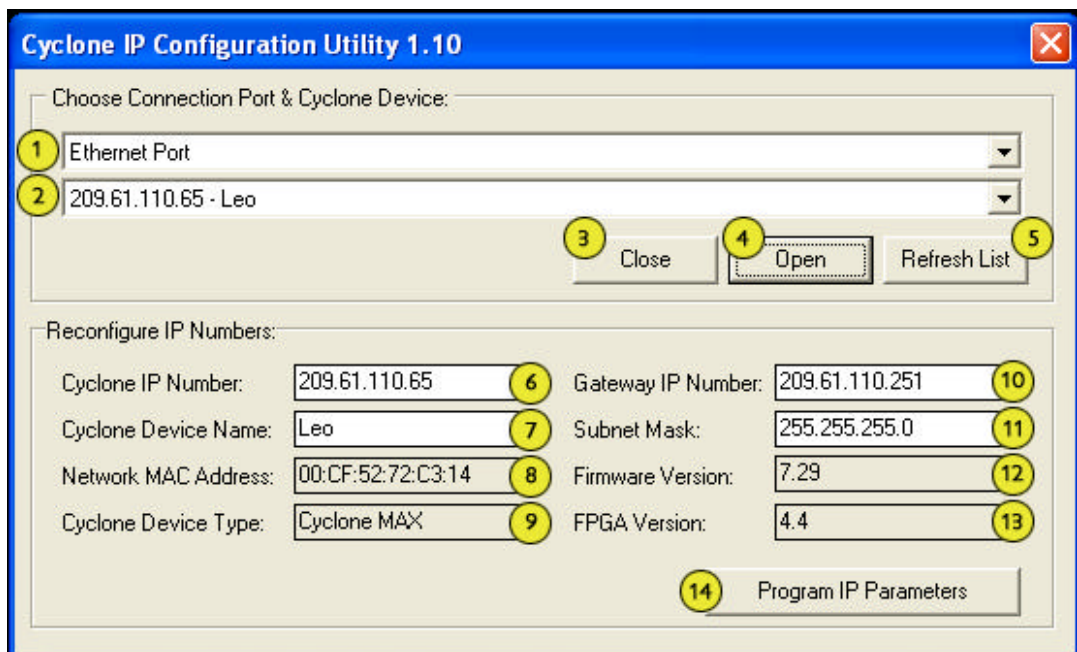 Cyclone IP Configuration Utility 1.10
Choose Connection Port & Cyclone Device:
1 Ethernet Port
2 209.61.110.65 - Leo
3 Close 4 Open 5 Refresh List
Reconfigure IP Numbers:
Cyclone IP Number: 209.61.110.65 6 Gateway IP Number: 209.61.110.251 10
Cyclone Device Name: Leo 7 Subnet Mask: 255.255.255.0 11
Network MAC Address: 00:CF:52:72:C3:14 8 Firmware Version: 7.29 12
Cyclone Device Type: Cyclone MAX 9 FPGA Version: 4.4 13
14 Program IP Parameters